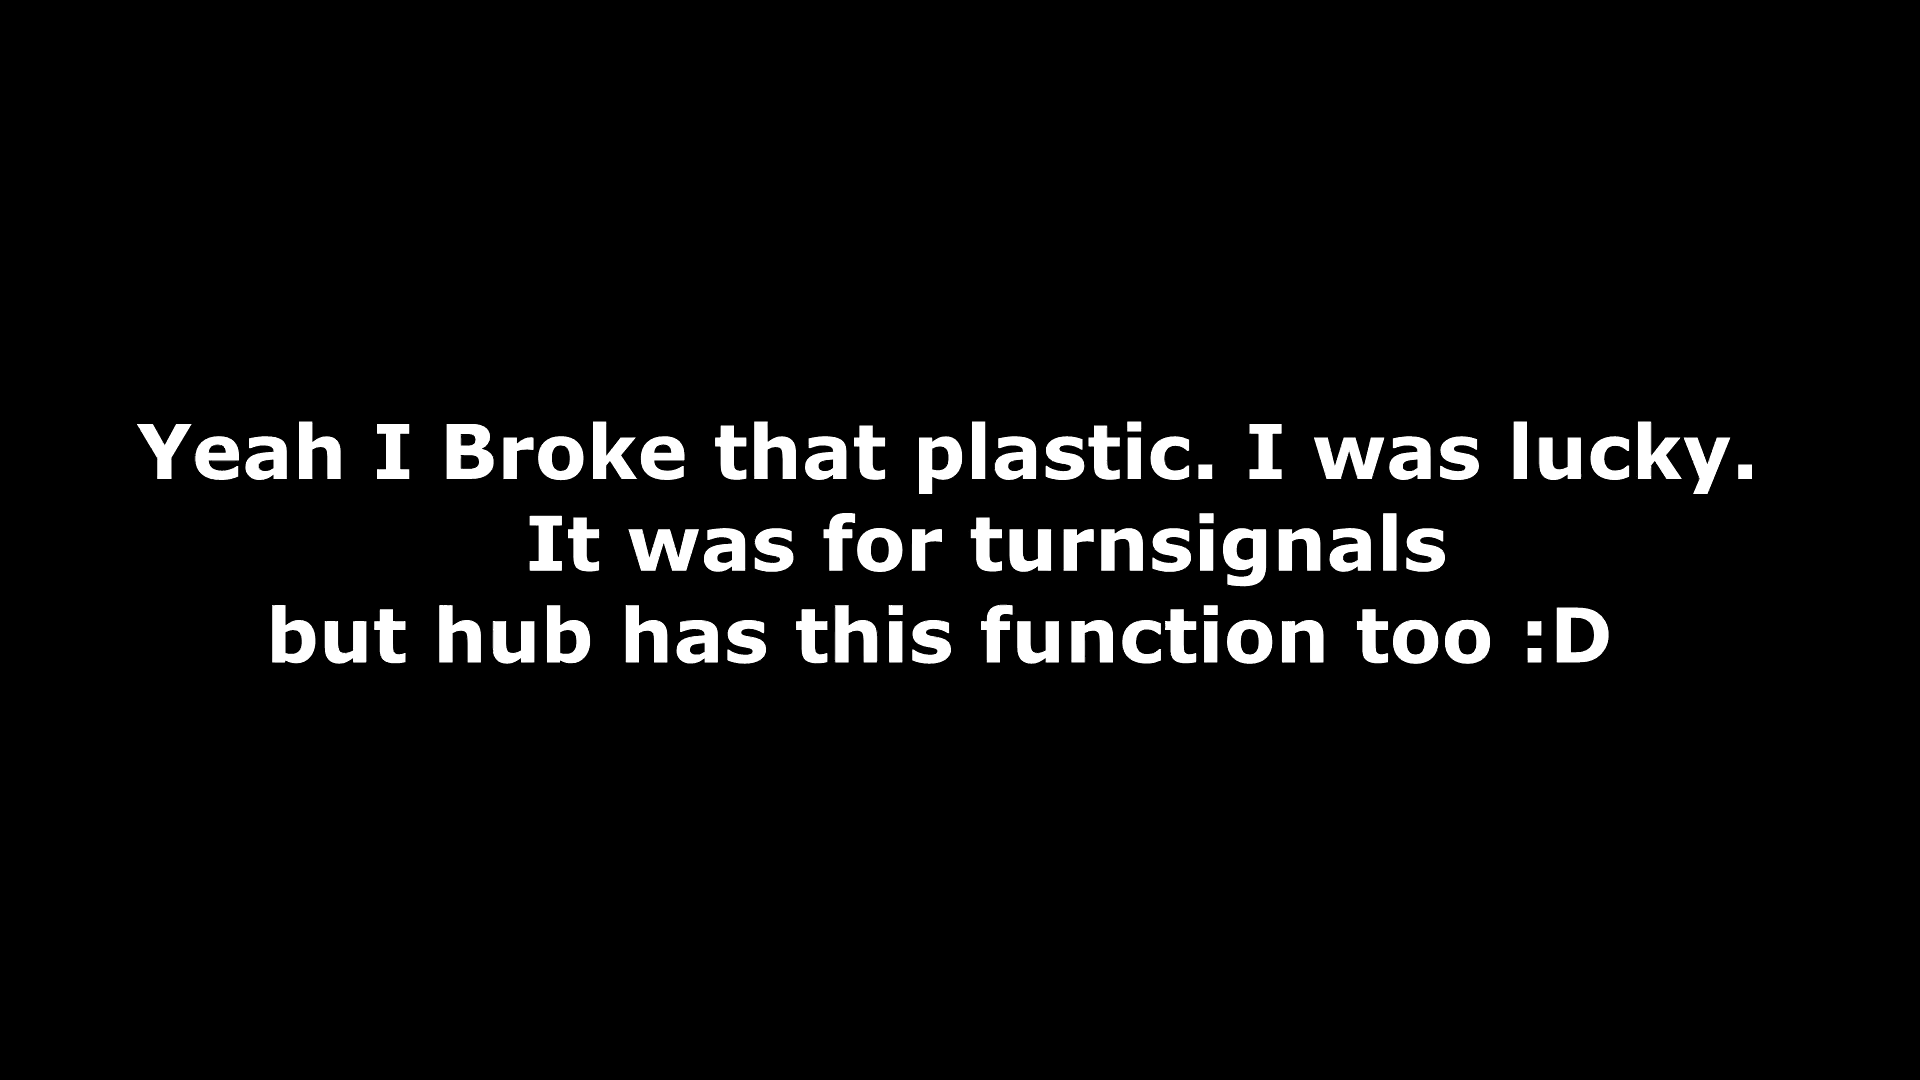 Yeah I Broke that plastic. I was lucky.
It was for turnsignals
but hub has this function too :D